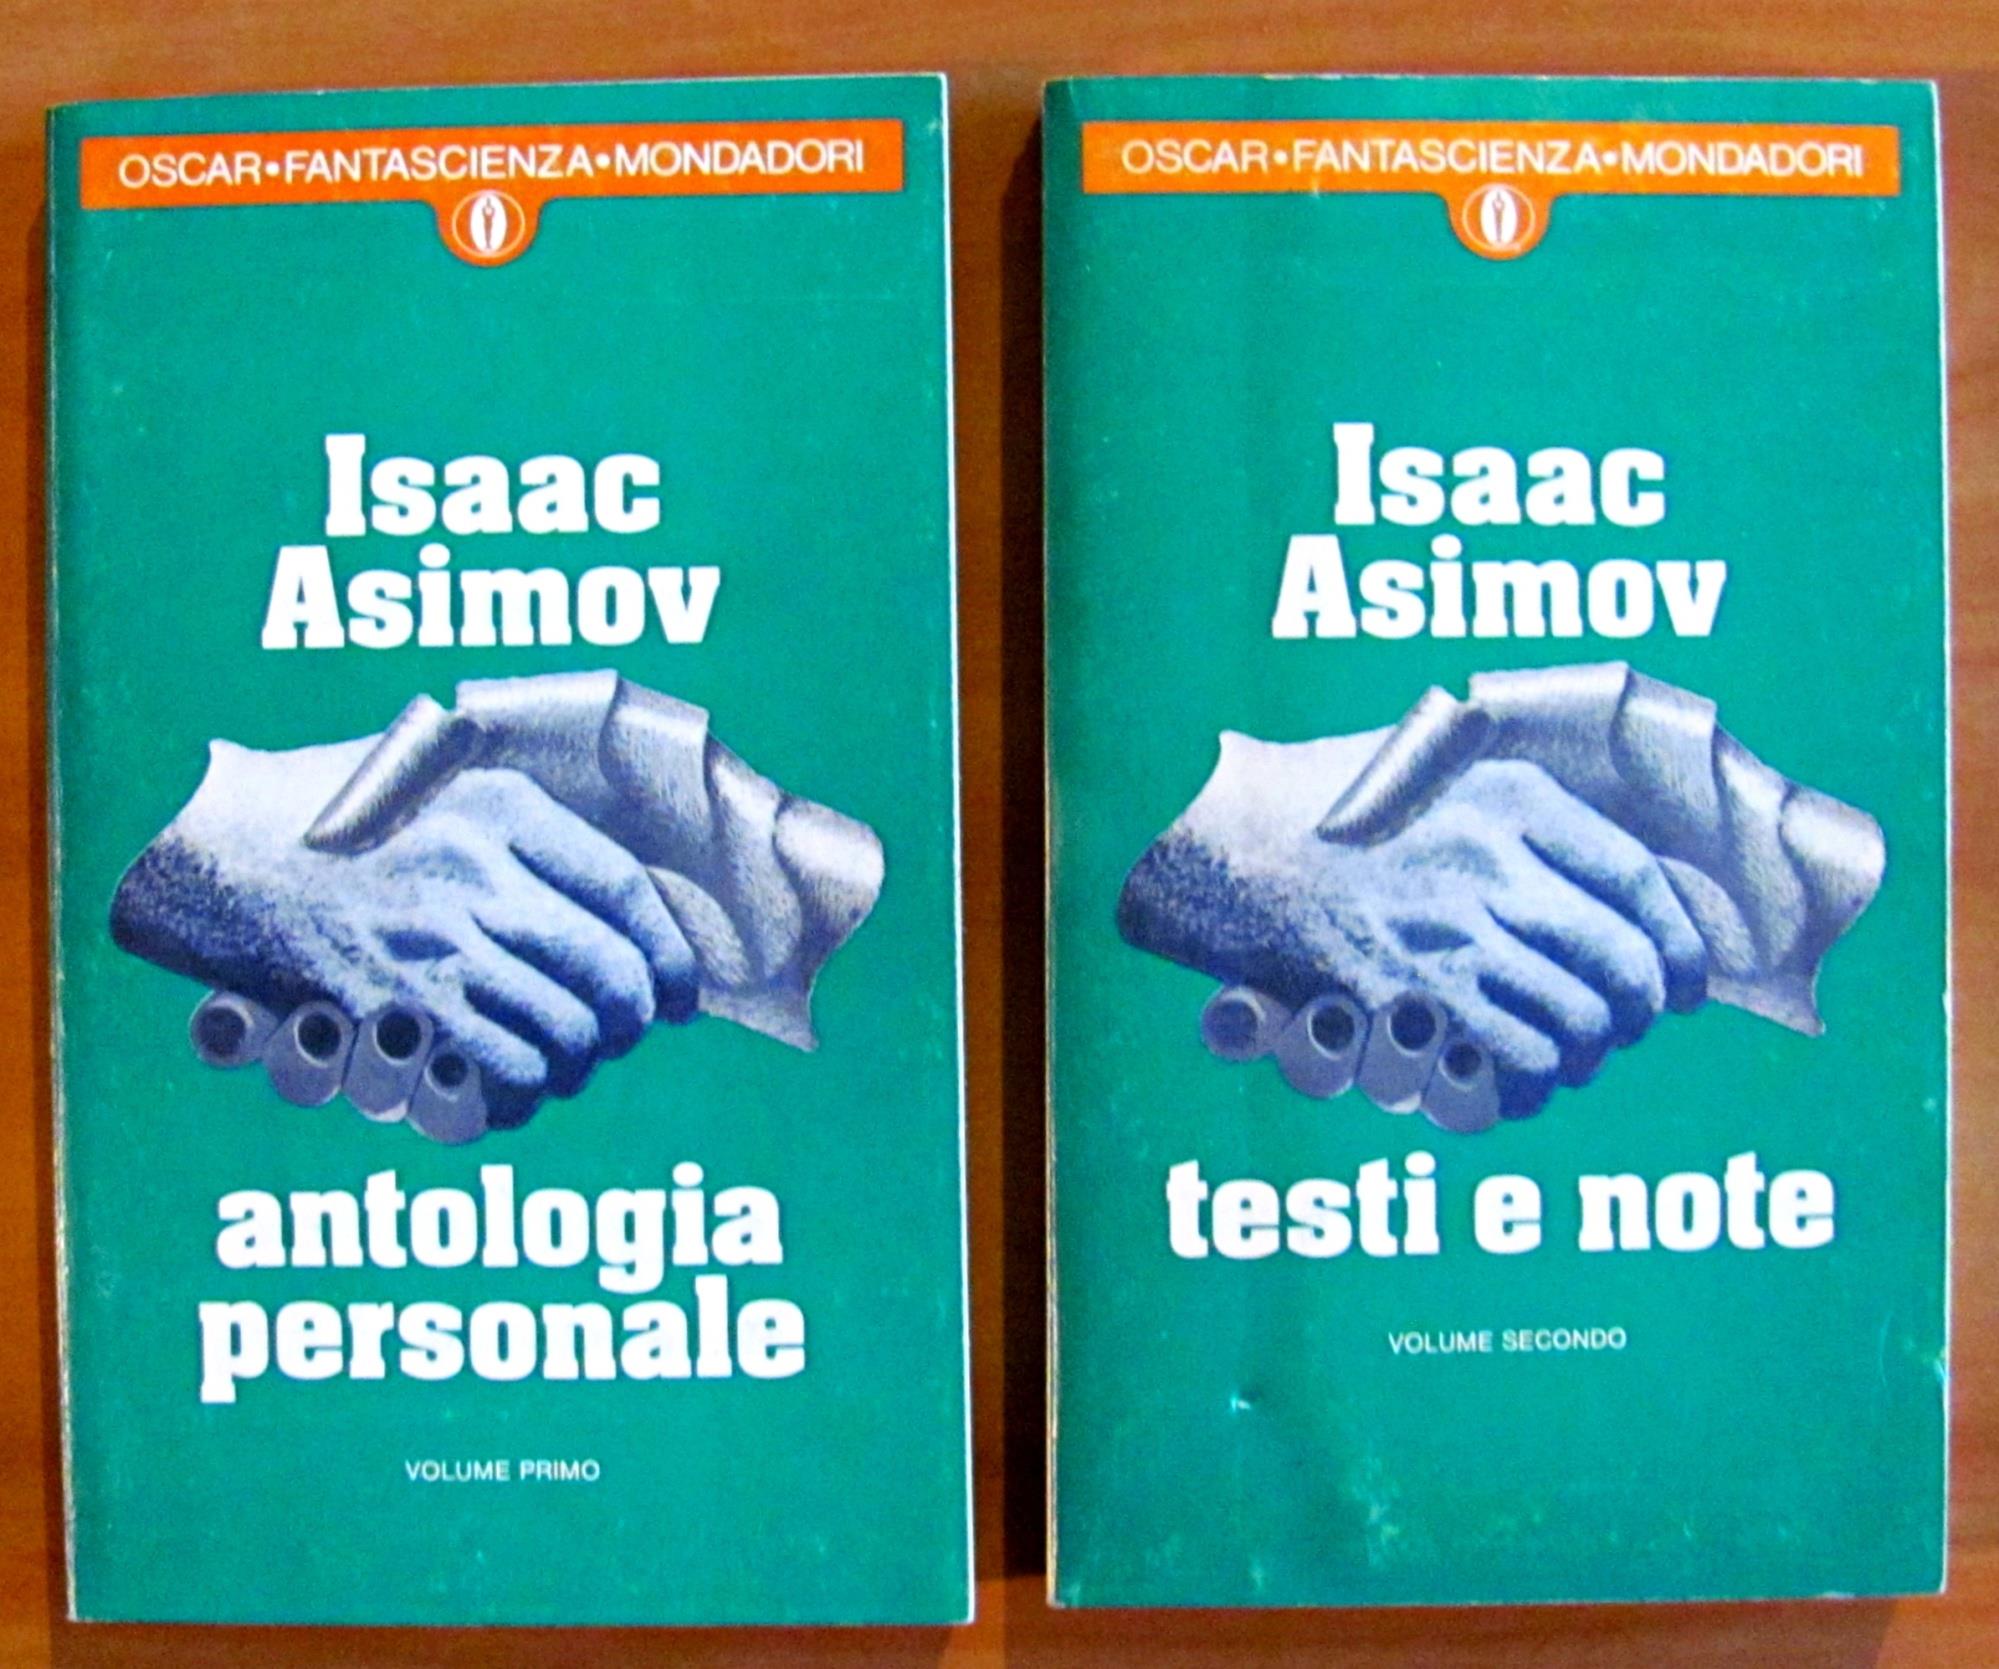 OSCAR•FANTASCIENZA•MONDADORI
Isaac
Asimov
antologia
personale
VOLUME PRIMO
OSCAR•FANTASCIENZA•MONDADORI
Isaac
Asimov
testi e note
VOLUME SECONDO